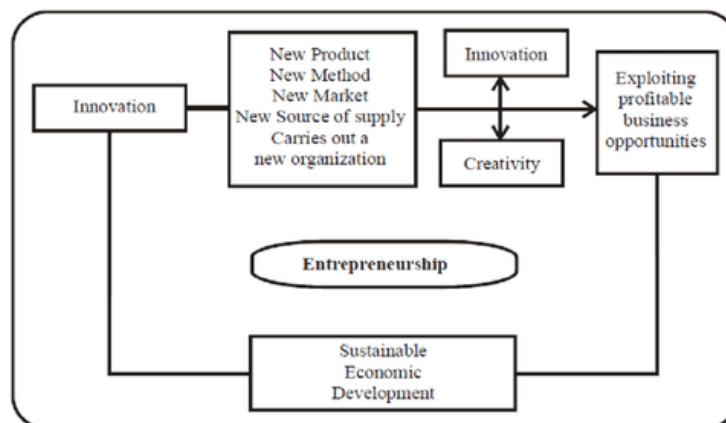 Innovation
New Product
New Method
New Market
New Source of supply
Carries out a
new organization
Innovation
Creativity
Exploiting
profitable
business
opportunities
Entrepreneurship
Sustainable
Economic
Development